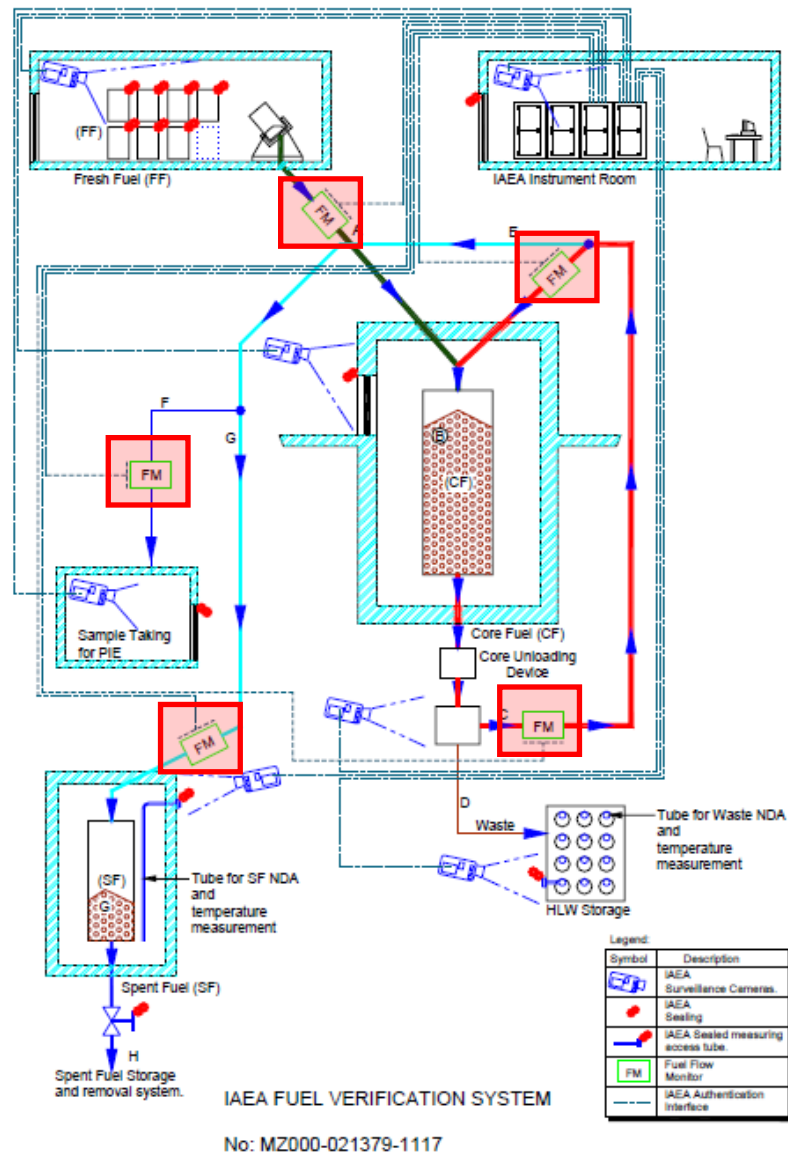 (FF)
Fresh Fuel (FF)
IAEA Instrument Room
FM
E
FM
F
G
FM
(B)
(CF)
Sample Taking
for PIE
Core Fuel (CF)
Core Unloading
Device
C
FM
FM
D
Waste
Tube for Waste NDA
and
temperature
measurement
(SF)
G
Tube for SF NDA
and
temperature
measurement
HLW Storage
Spent Fuel (SF)
H
Spent Fuel Storage
and removal system.
Legend:
Symbol Description
IAEA
Surveillance Cameras.
IAEA
Sealing
IAEA Sealed measuring
access tube.
FM Fuel Flow
Monitor
IAEA Authentication
Interface
IAEA FUEL VERIFICATION SYSTEM
No: MZ000-021379-1117